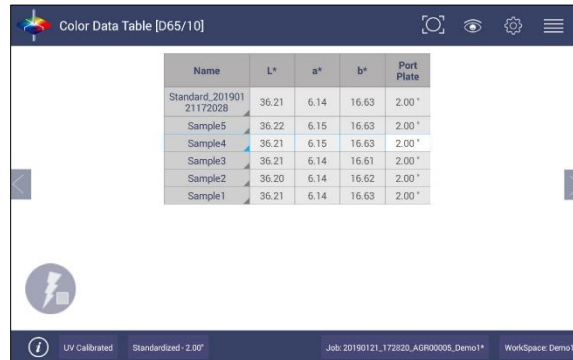 Color Data Table [D65/10]
Name L* a* b* Port Plate
Standard_20190121172028 36.21 6.14 16.63 2.00"
Sample5 36.22 6.15 16.63 2.00"
Sample4 36.21 6.15 16.63 2.00"
Sample3 36.21 6.14 16.61 2.00"
Sample2 36.20 6.14 16.62 2.00"
Sample1 36.21 6.14 16.63 2.00"
i UV Calibrated Standardized - 2.00" Job: 20190121_172820_AGR00005_Demo1* WorkSpace: Demo1